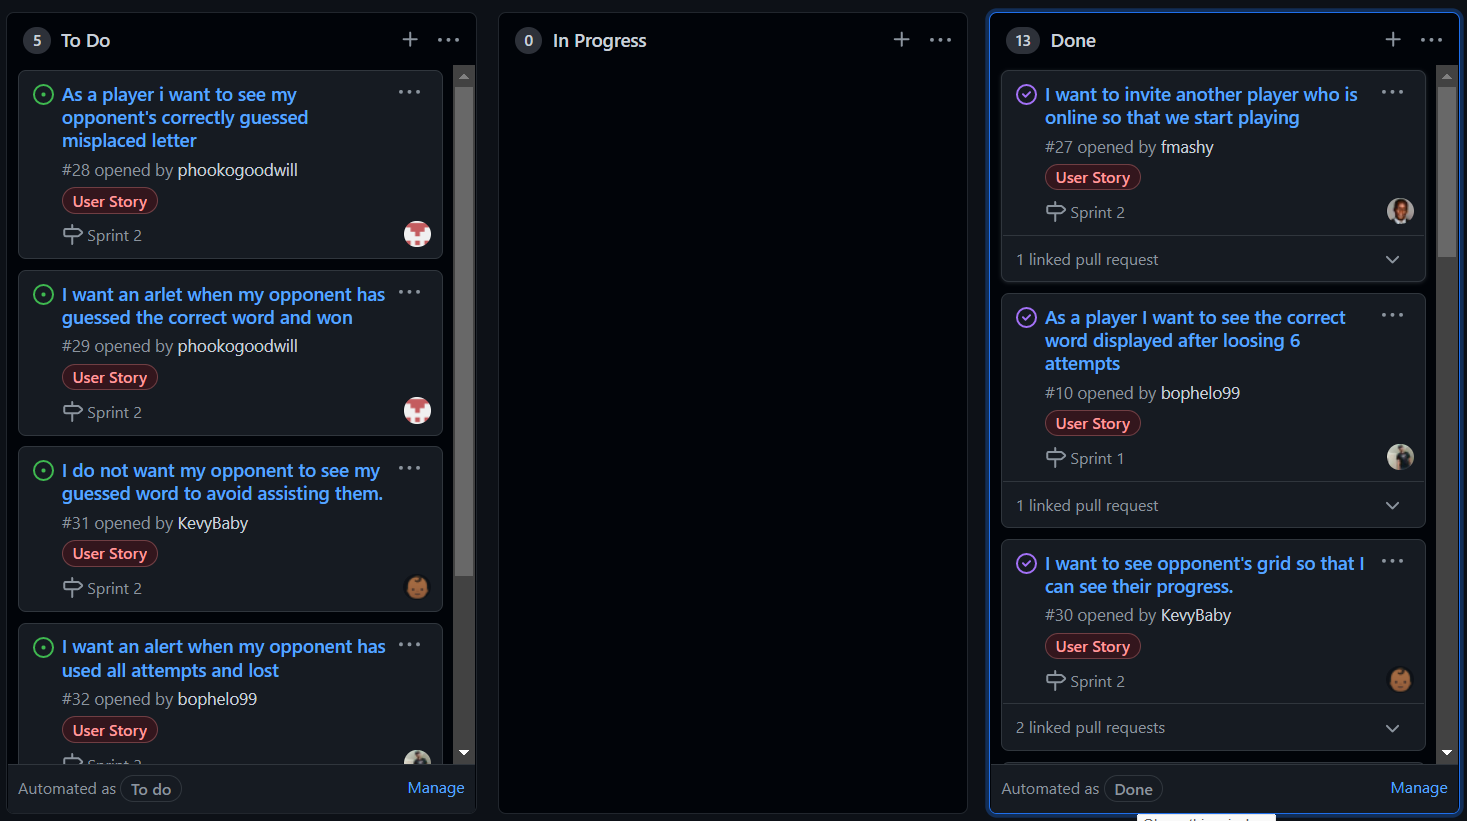 5 To Do
As a player i want to see my
opponent's correctly guessed
misplaced letter
#28 opened by phookogoodwill
User Story
Sprint 2
I want an arlet when my opponent has
guessed the correct word and won
#29 opened by phookogoodwill
User Story
Sprint 2
I do not want my opponent to see my
guessed word to avoid assisting them.
#31 opened by KevyBaby
User Story
Sprint 2
I want an alert when my opponent has
used all attempts and lost
#32 opened by bophelo99
User Story
Sprint 2
Automated as To do Manage
0 In Progress
13 Done
I want to invite another player who is
online so that we start playing
#27 opened by fmashy
User Story
Sprint 2
1 linked pull request
As a player I want to see the correct
word displayed after loosing 6
attempts
#10 opened by bophelo99
User Story
Sprint 1
1 linked pull request
I want to see opponent's grid so that I
can see their progress.
#30 opened by KevyBaby
User Story
Sprint 2
2 linked pull requests
Automated as Done Manage